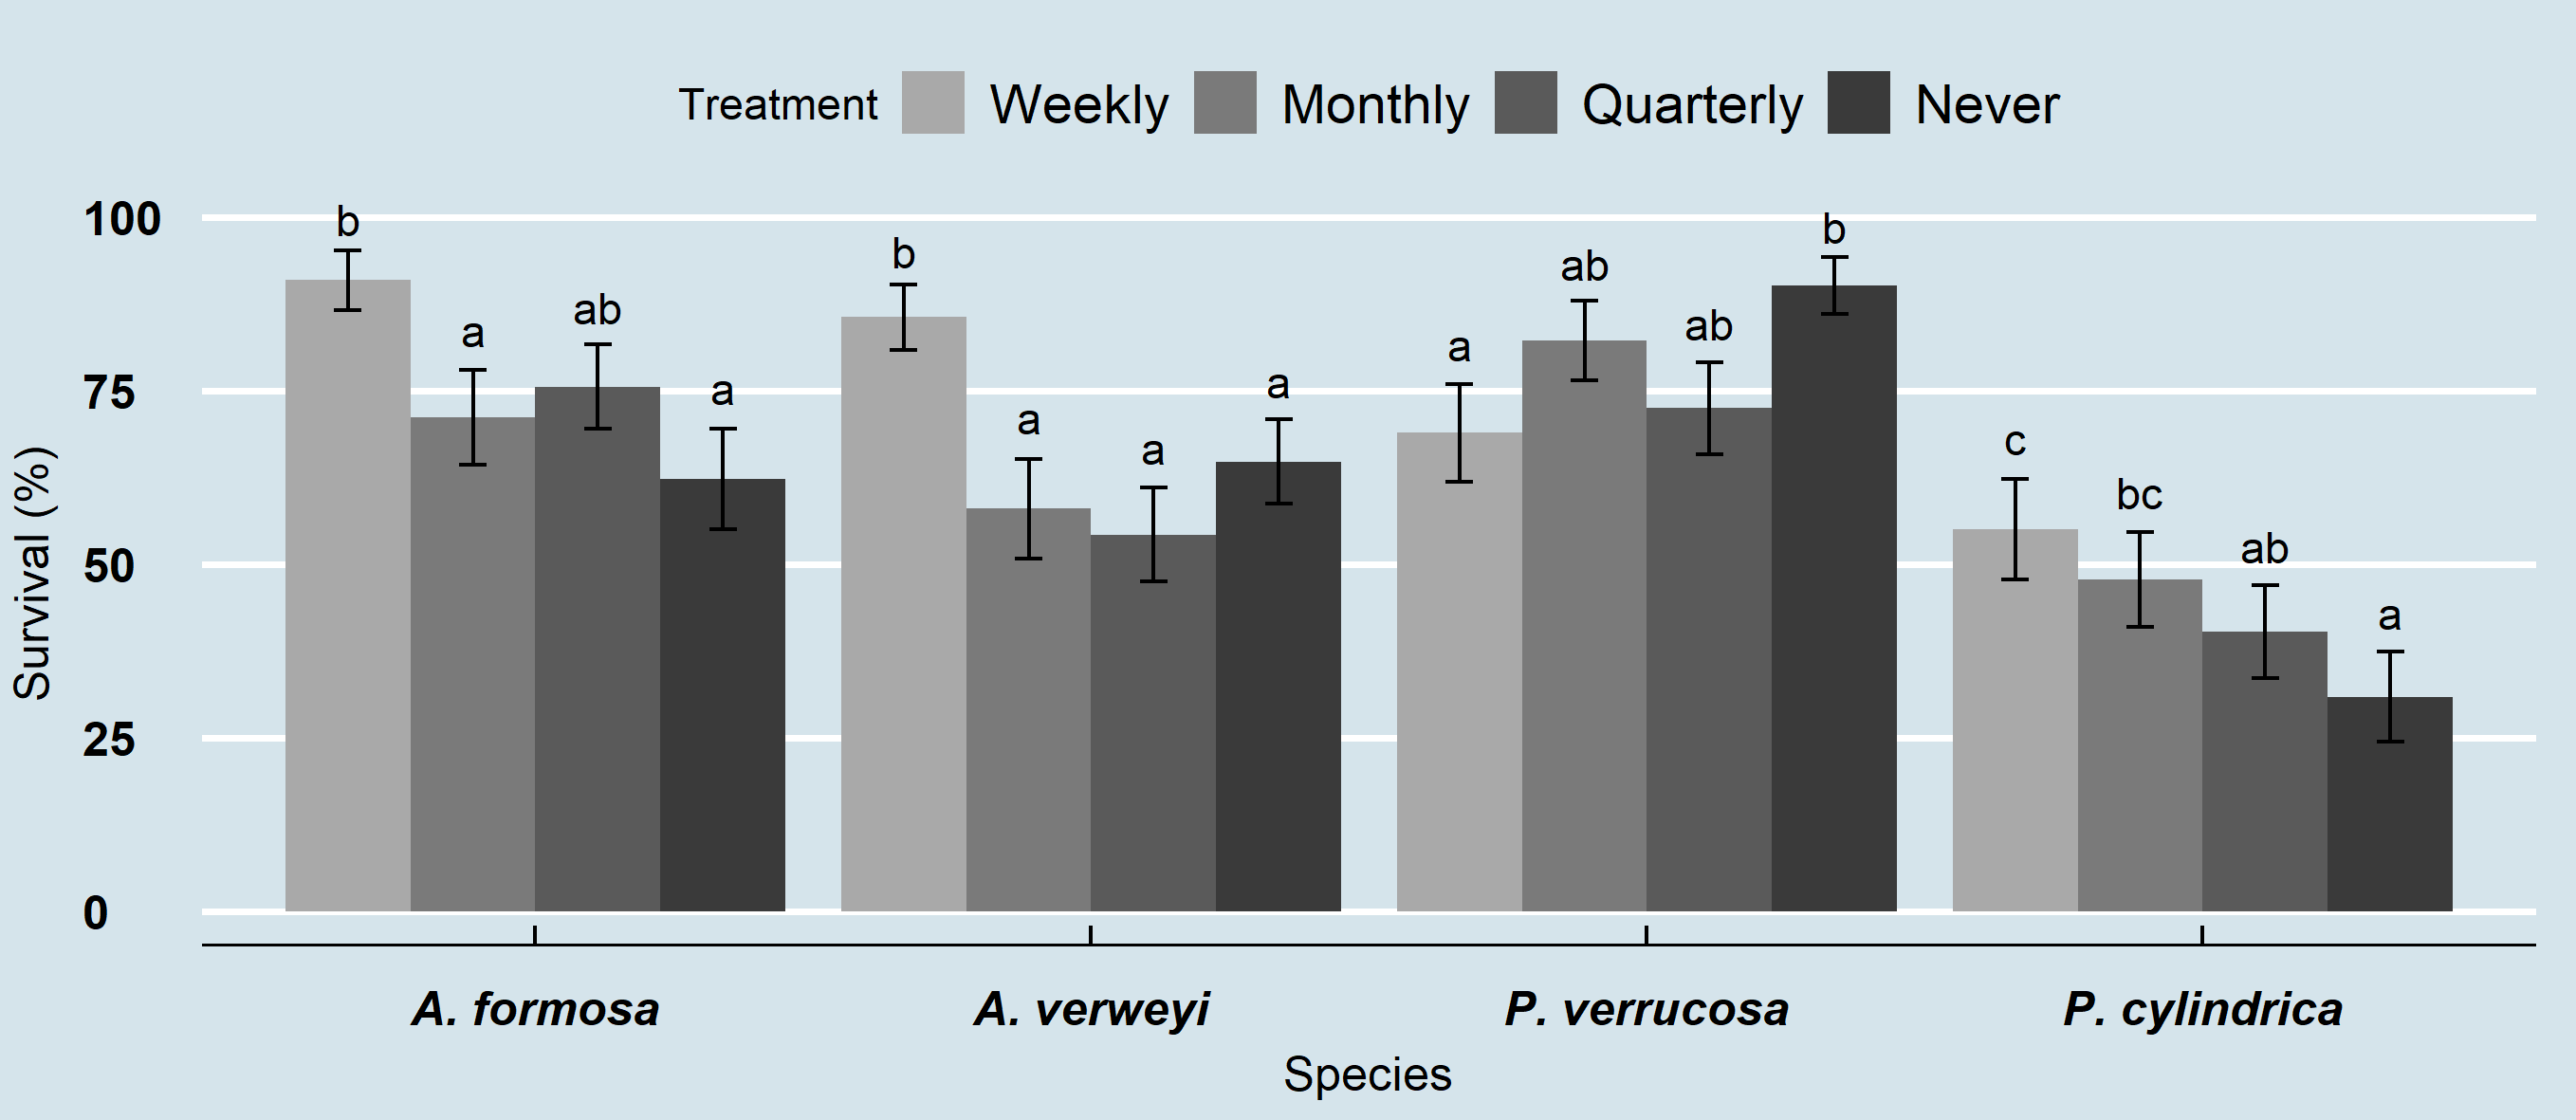 Treatment Weekly Monthly Quarterly Never
100
75
50
25
0
Survival (%)
b a ab a
b a a a
a ab ab b
c bc ab a
A. formosa A. verweyi P. verrucosa P. cylindrica
Species